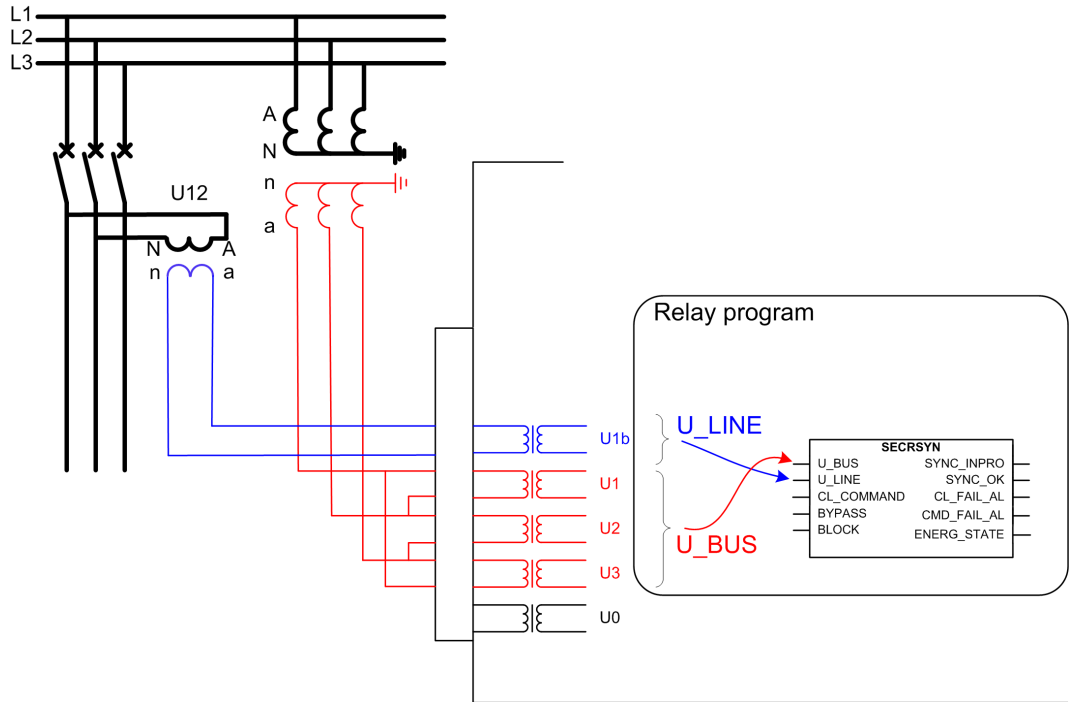 L1
L2
L3
A
N
U12
n
a
N A
n a
Relay program
U1b
U_LINE
U1
U2
U_BUS
U3
U0
SECRSYN
U_BUS SYNC_INPRO
U_LINE SYNC_OK
CL_COMMAND CL_FAIL_AL
BYPASS CMD_FAIL_AL
BLOCK ENERG_STATE